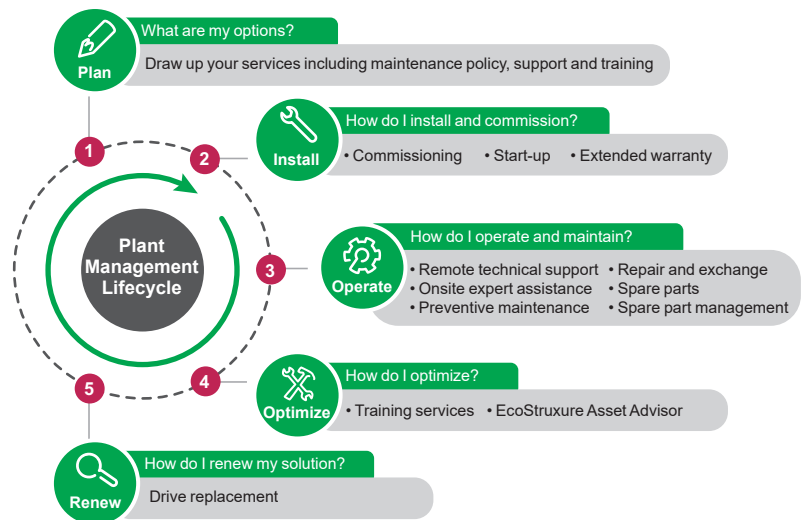 What are my options?
Plan
Draw up your services including maintenance policy, support and training
1
2
How do I install and commission?
Install
• Commissioning • Start-up • Extended warranty
Plant
Management
Lifecycle
3
How do I operate and maintain?
Operate
• Remote technical support • Repair and exchange
• Onsite expert assistance • Spare parts
• Preventive maintenance • Spare part management
4
How do I optimize?
Optimize
• Training services • EcoStruxure Asset Advisor
5
How do I renew my solution?
Renew
Drive replacement